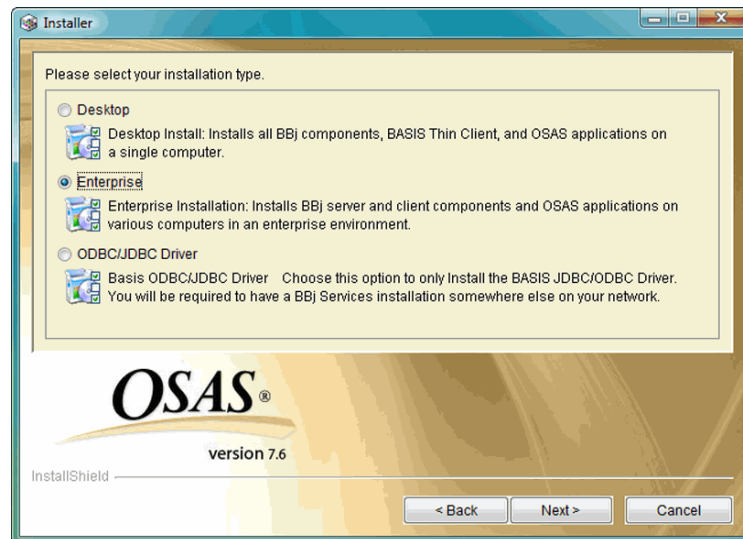 Installer
Please select your installation type.
Desktop
Desktop Install: Installs all BBj components, BASIS Thin Client, and OSAS applications on
a single computer.
Enterprise
Enterprise Installation: Installs BBj server and client components and OSAS applications on
various computers in an enterprise environment.
ODBC/JDBC Driver
Basis ODBC/JDBC Driver Choose this option to only Install the BASIS JDBC/ODBC Driver.
You will be required to have a BBj Services installation somewhere else on your network.
OSAS®
version 7.6
InstallShield
< Back Next > Cancel